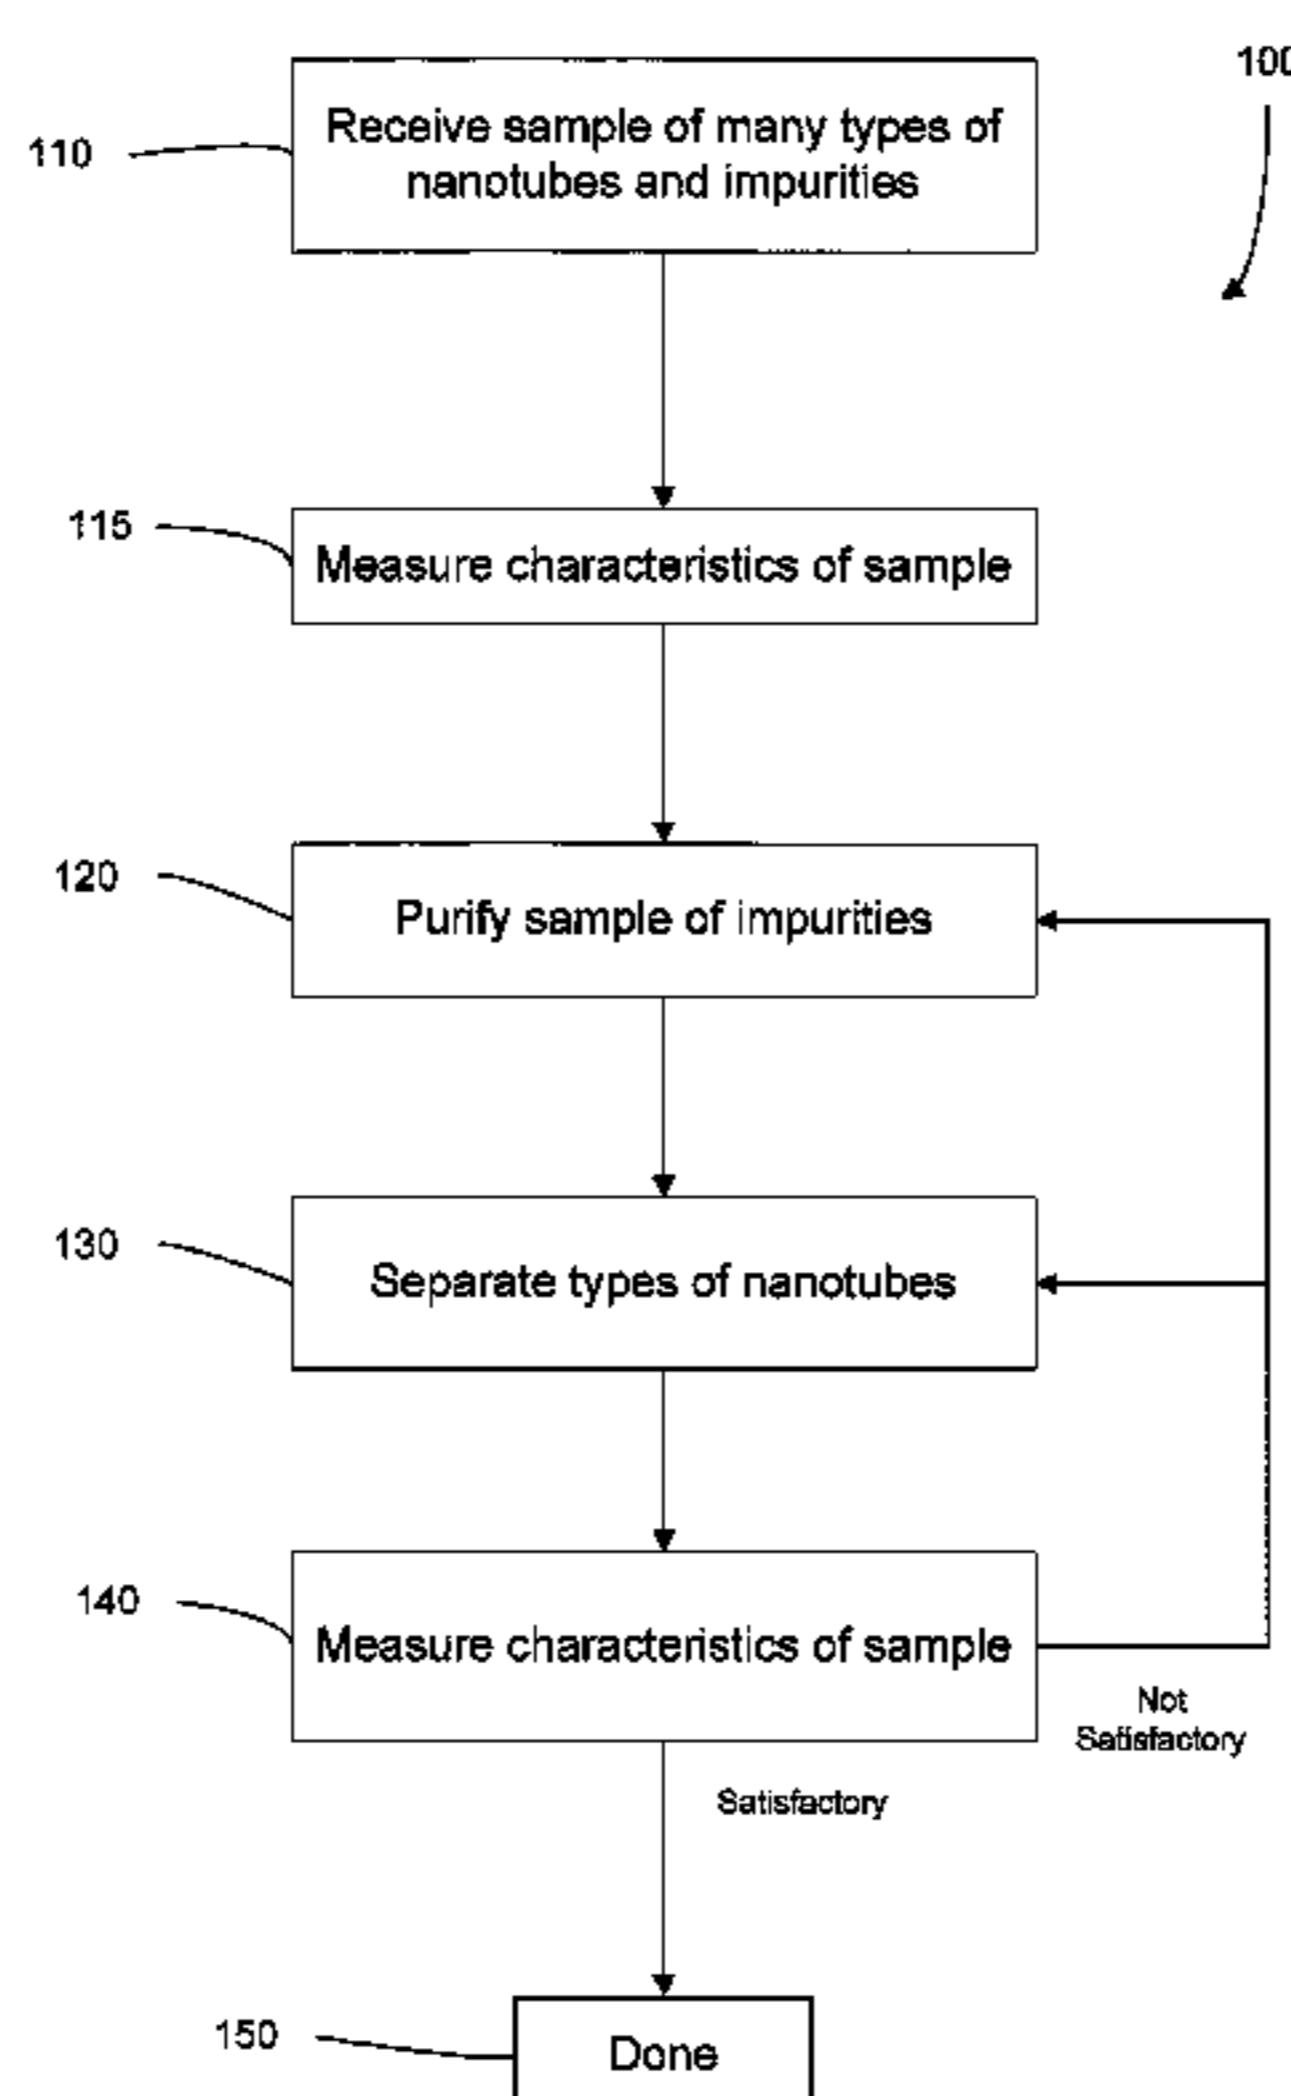 100
110
Receive sample of many types of
nanotubes and impurities
115
Measure characteristics of sample
120
Purify sample of impurities
130
Separate types of nanotubes
140
Measure characteristics of sample
Not
Satisfactory
Satisfactory
150
Done